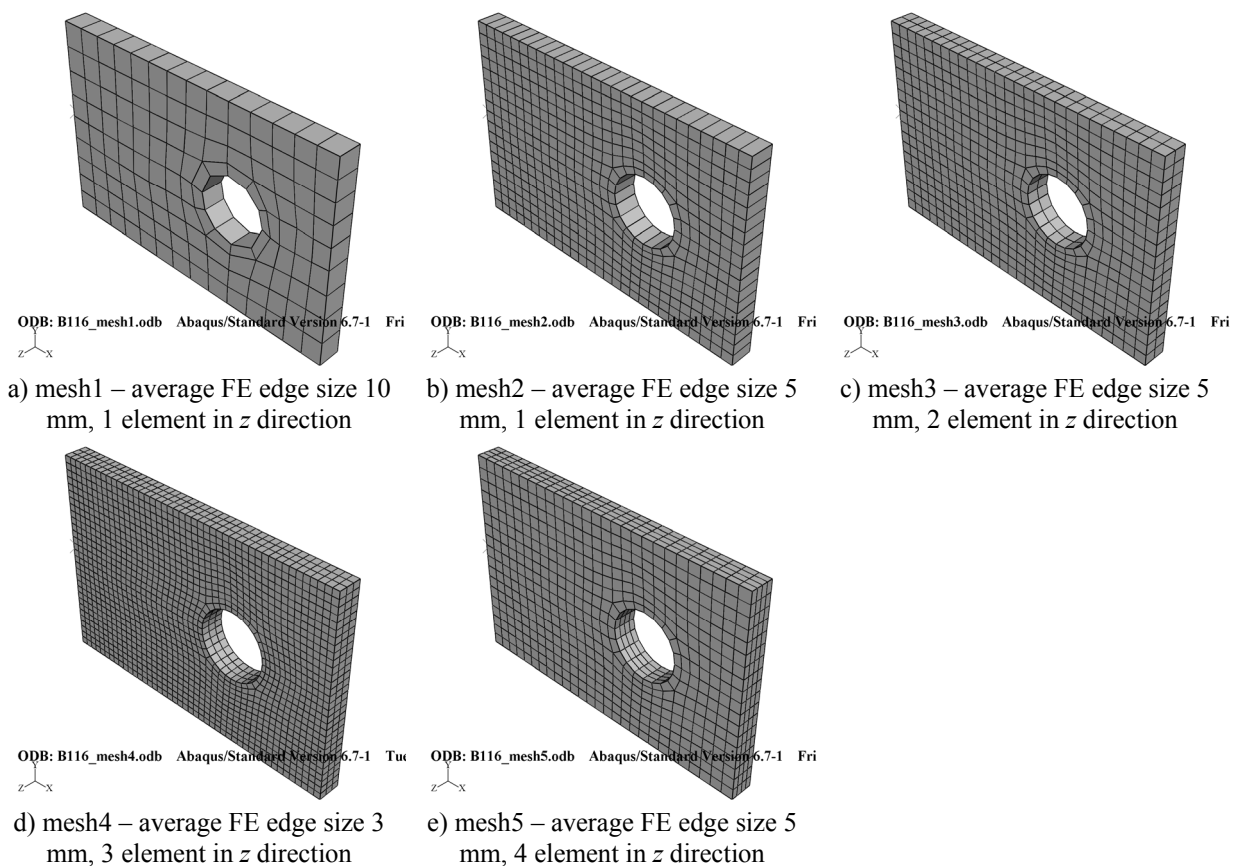 ODB: B116_mesh1.odb Abaqus/Standard Version 6.7-1 Fri
Y
Z X
a) mesh1 – average FE edge size 10
mm, 1 element in z direction
ODB: B116_mesh2.odb Abaqus/Standard Version 6.7-1 Fri
Y
Z X
b) mesh2 – average FE edge size 5
mm, 1 element in z direction
ODB: B116_mesh3.odb Abaqus/Standard Version 6.7-1 Fri
Y
Z X
c) mesh3 – average FE edge size 5
mm, 2 element in z direction
ODB: B116_mesh4.odb Abaqus/Standard Version 6.7-1 Tue
Y
Z X
d) mesh4 – average FE edge size 3
mm, 3 element in z direction
ODB: B116_mesh5.odb Abaqus/Standard Version 6.7-1 Fri
Y
Z X
e) mesh5 – average FE edge size 5
mm, 4 element in z direction